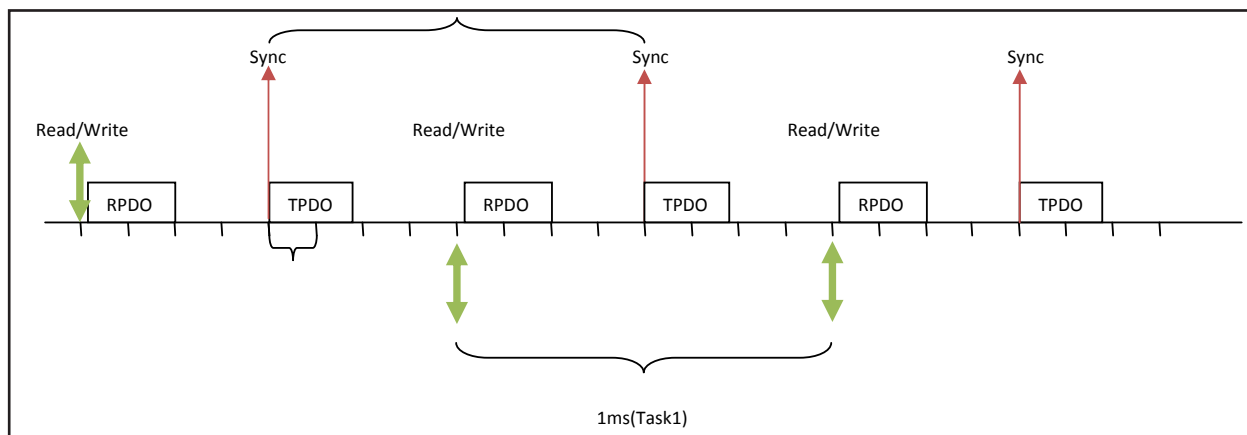 Sync
Sync
Sync
Read/Write
Read/Write
Read/Write
RPDO
TPDO
RPDO
TPDO
RPDO
TPDO
1ms(Task1)